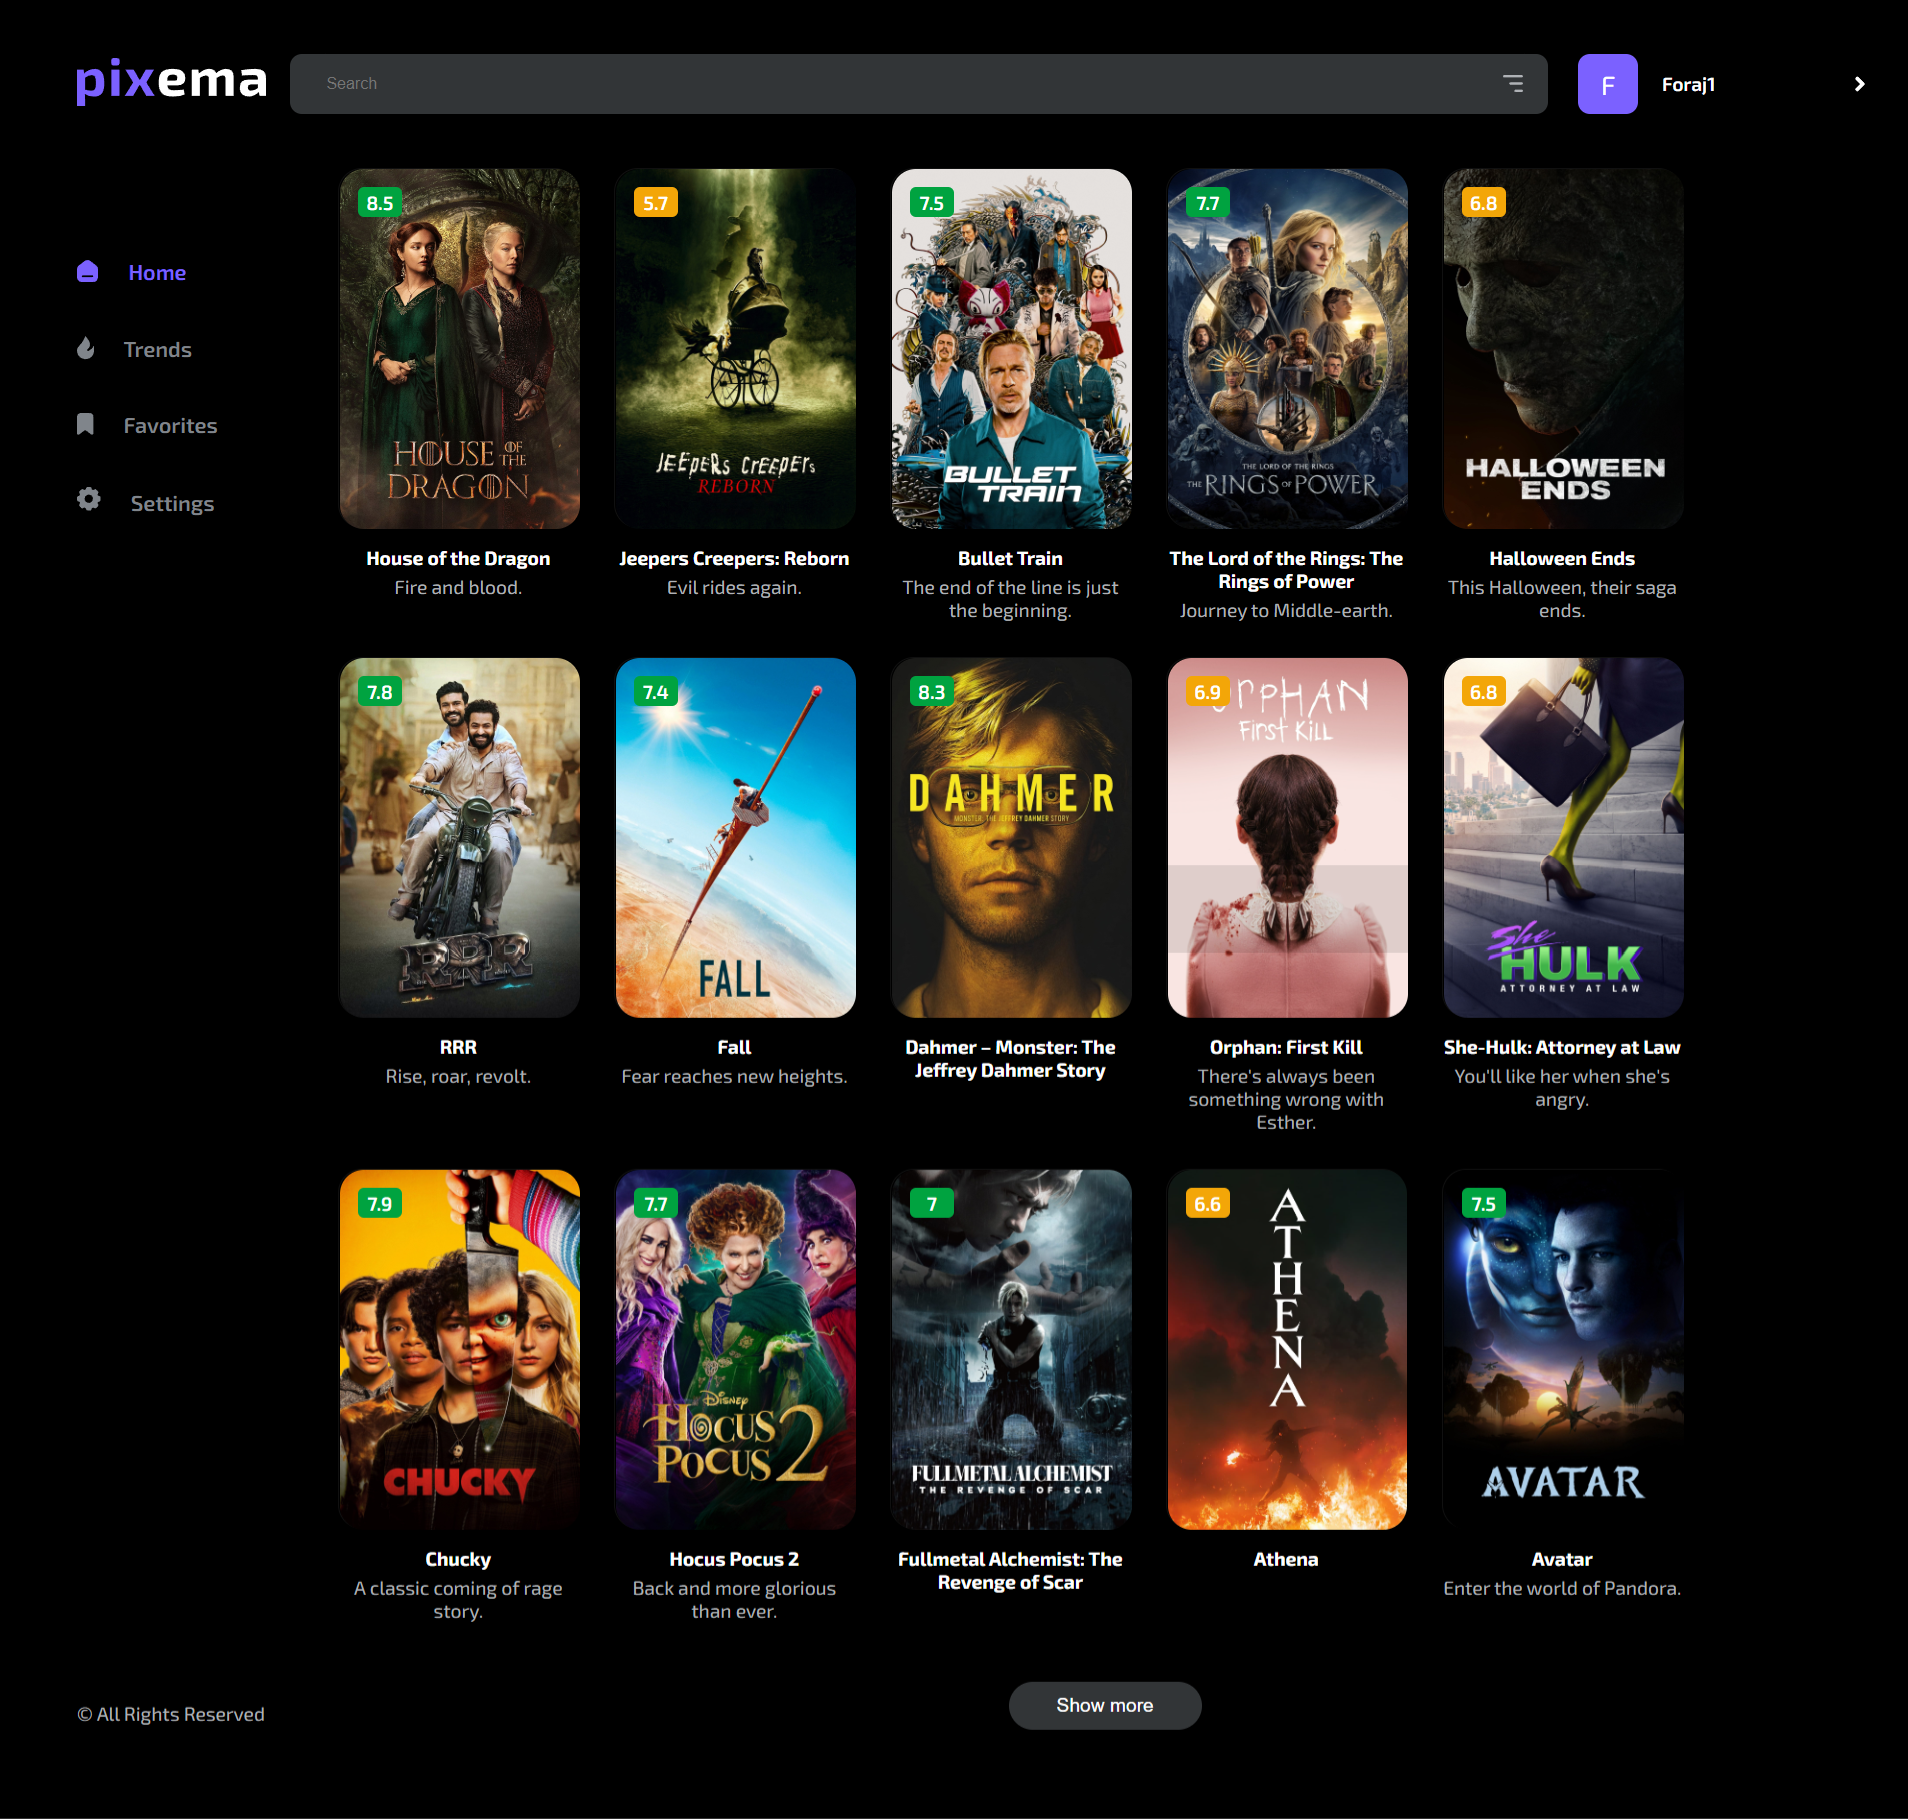 pixema
Search
F
Foraj1
Home
Trends
Favorites
Settings
8.5
HOUSE OF THE
DRAGON
House of the Dragon
Fire and blood.
5.7
JEEPERS CREEPERS
REBORN
Jeepers Creepers: Reborn
Evil rides again.
7.5
BULLET
TRAIN
Bullet Train
The end of the line is just
the beginning.
7.7
THE LORD OF THE RINGS
THE RINGS OF POWER
The Lord of the Rings: The
Rings of Power
Journey to Middle-earth.
6.8
HALLOWEEN
ENDS
Halloween Ends
This Halloween, their saga
ends.
7.8
RRR
RRR
Rise, roar, revolt.
7.4
FALL
Fall
Fear reaches new heights.
8.3
DAHMER
MONSTER: THE JEFFREY DAHMER STORY
Dahmer – Monster: The
Jeffrey Dahmer Story
6.9
ORPHAN
First Kill
Orphan: First Kill
There's always been
something wrong with
Esther.
6.8
She
HULK
ATTORNEY AT LAW
She-Hulk: Attorney at Law
You'll like her when she's
angry.
7.9
CHUCKY
Chucky
A classic coming of rage
story.
7.7
DISNEY
HOCUS
POCUS 2
Hocus Pocus 2
Back and more glorious
than ever.
7
FULLMETAL ALCHEMIST
THE REVENGE OF SCAR
Fullmetal Alchemist: The
Revenge of Scar
6.6
ATHENA
Athena
7.5
AVATAR
Avatar
Enter the world of Pandora.
© All Rights Reserved
Show more